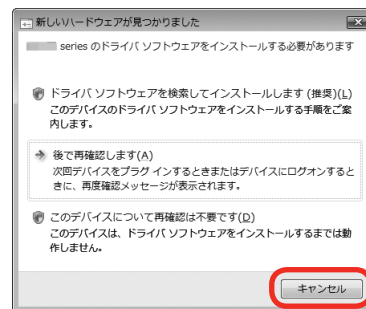 新しいハードウェアが見つかりました
series のドライバ ソフトウェアをインストールする必要があります
ドライバ ソフトウェアを検索してインストールします (推奨)(L)
このデバイスのドライバ ソフトウェアをインストールする手順をご案
内します。
後で再確認します(A)
次回デバイスをプラグ インするときまたはデバイスにログオンすると
きに、再度確認メッセージが表示されます。
このデバイスについて再確認は不要です(D)
このデバイスは、ドライバ ソフトウェアをインストールするまでは動
作しません。
キャンセル